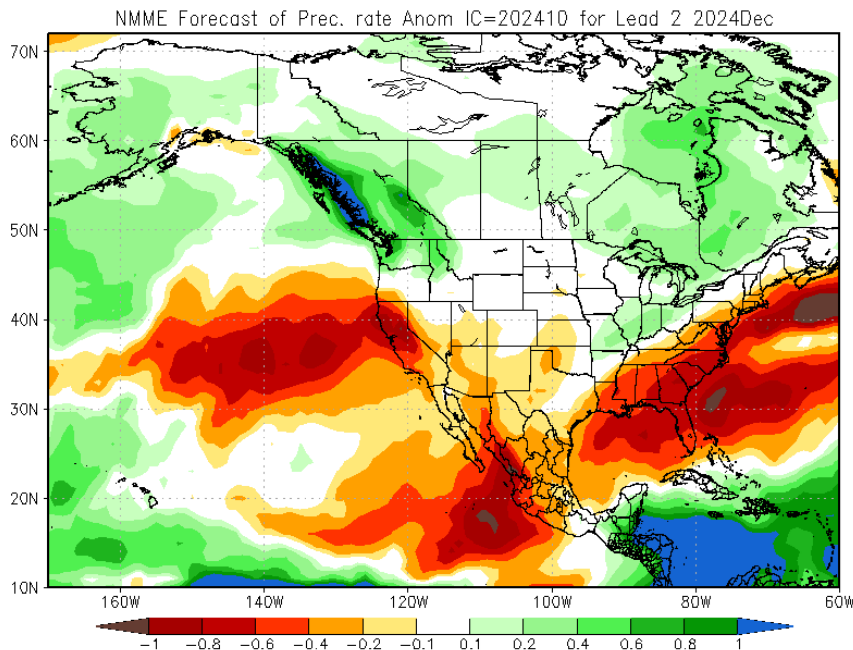 NMME Forecast of Prec. rate Anom IC=202410 for Lead 2 2024Dec
70N
60N
50N
40N
30N
20N
10N
160W 140W 120W 100W 80W 60W
-1 -0.8 -0.6 -0.4 -0.2 -0.1 0.1 0.2 0.4 0.6 0.8 1